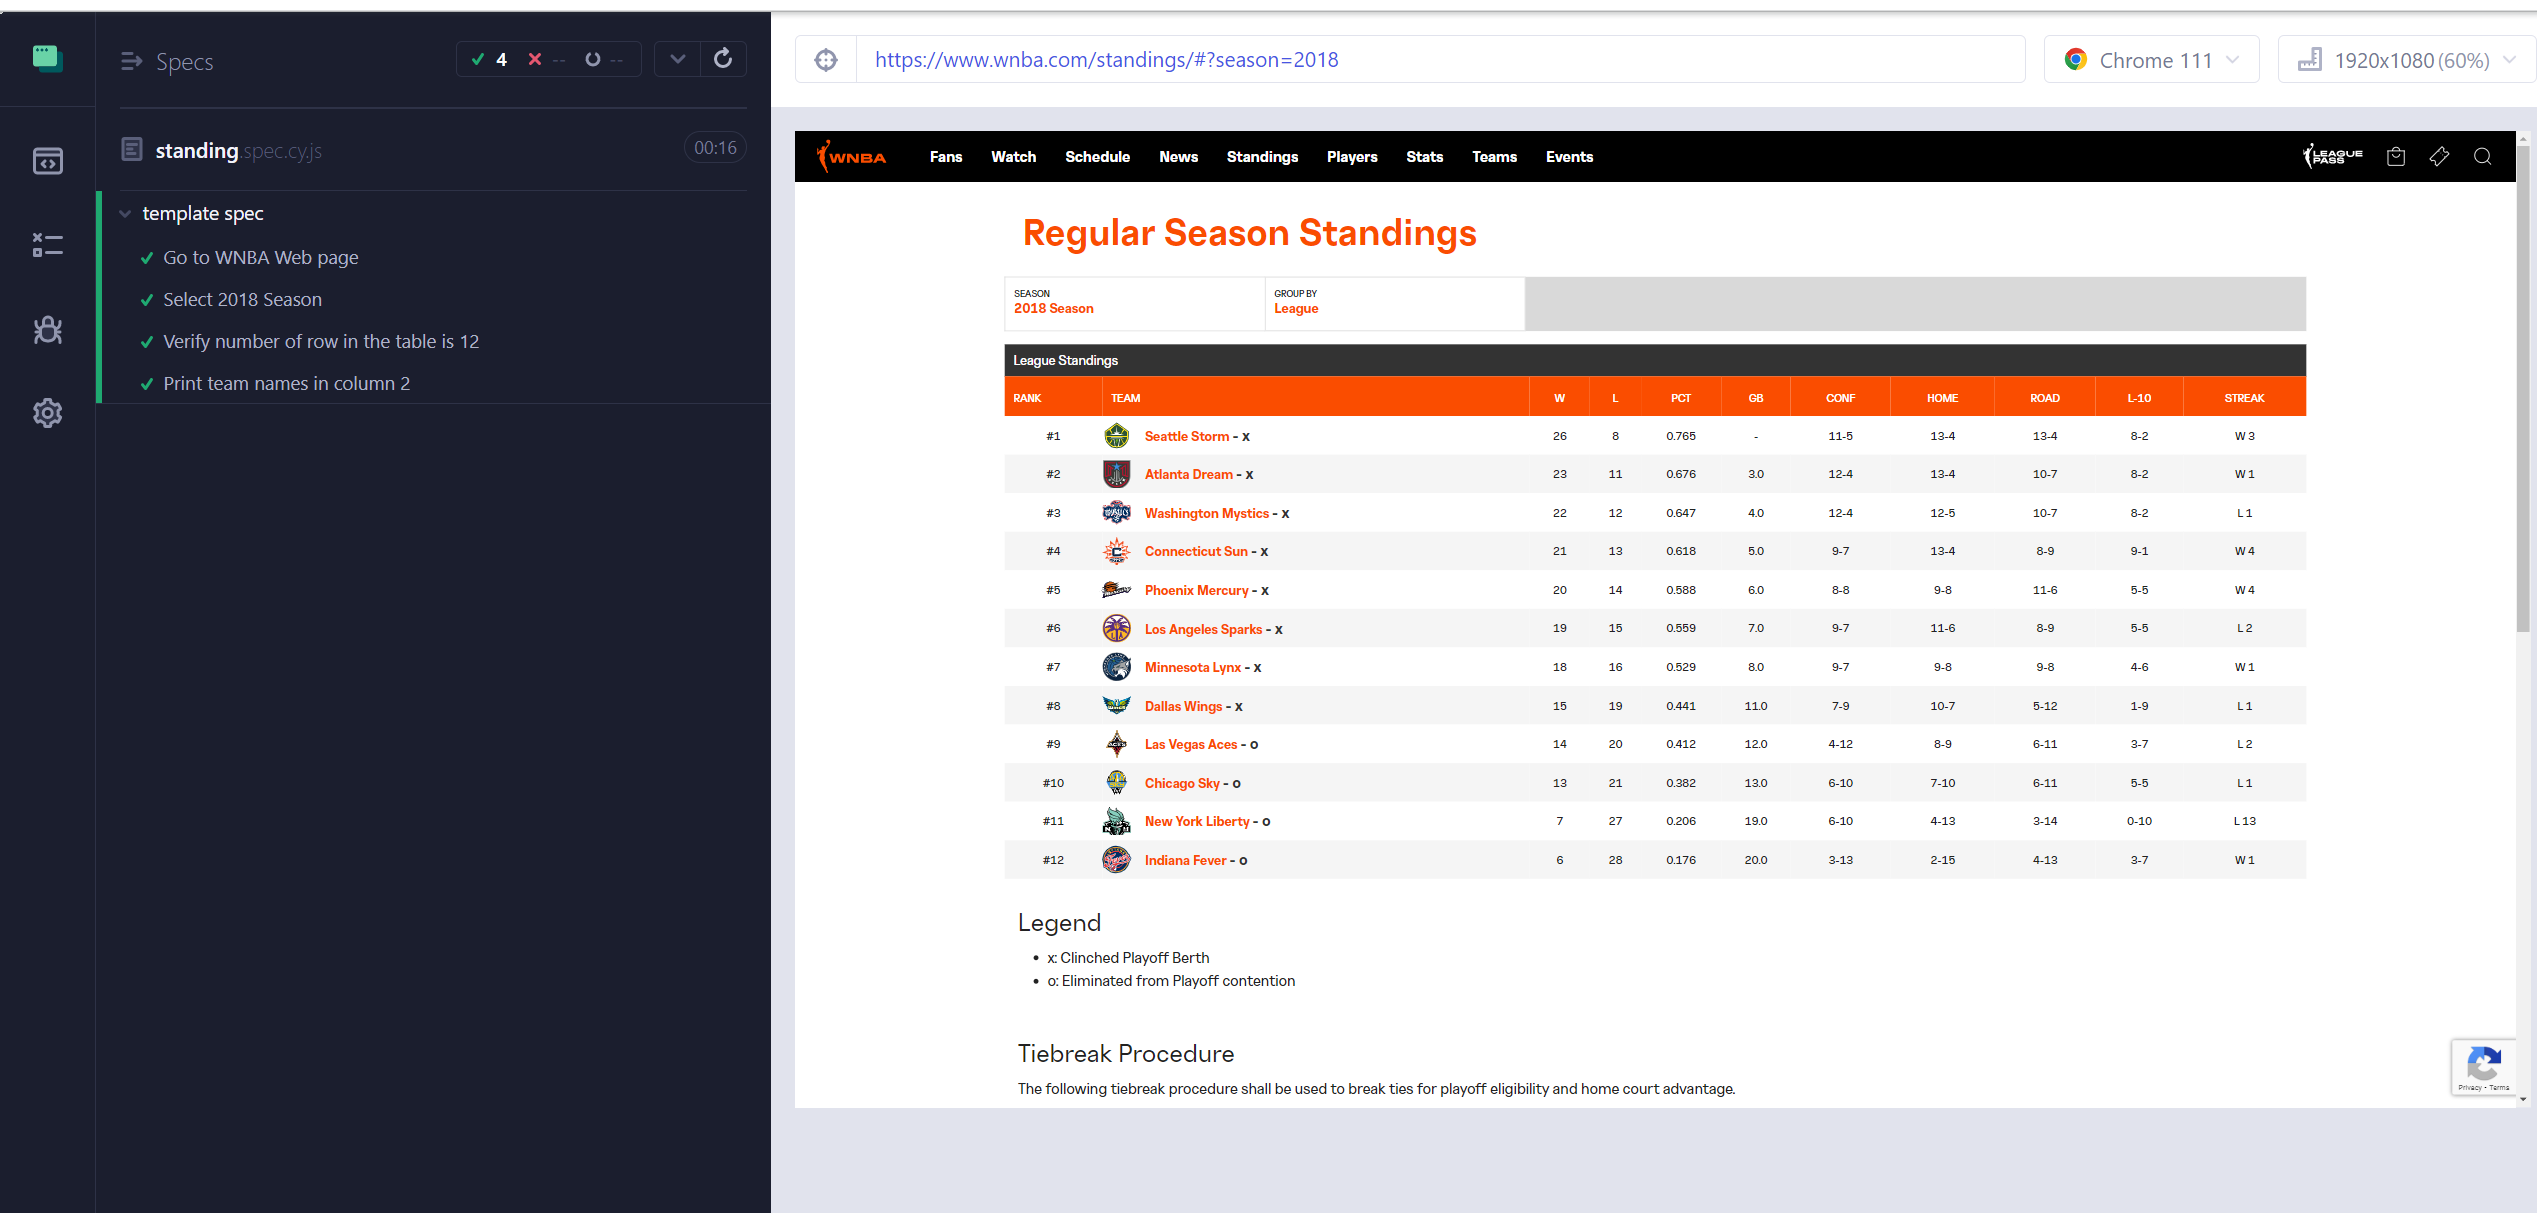 Specs 4 -- --
standing.spec.cy.js 00:16
template spec
Go to WNBA Web page
Select 2018 Season
Verify number of row in the table is 12
Print team names in column 2
https://www.wnba.com/standings/#?season=2018 Chrome 111 1920x1080 (60%)
WNBA Fans Watch Schedule News Standings Players Stats Teams Events LEAGUE PASS
Regular Season Standings
SEASON GROUP BY
2018 Season League
League Standings
RANK TEAM W L PCT GB CONF HOME ROAD L-10 STREAK
#1 Seattle Storm - x 26 8 0.765 - 11-5 13-4 13-4 8-2 W 3
#2 Atlanta Dream - x 23 11 0.676 3.0 12-4 13-4 10-7 8-2 W 1
#3 Washington Mystics - x 22 12 0.647 4.0 12-4 12-5 10-7 8-2 L 1
#4 Connecticut Sun - x 21 13 0.618 5.0 9-7 13-4 8-9 9-1 W 4
#5 Phoenix Mercury - x 20 14 0.588 6.0 8-8 9-8 11-6 5-5 W 4
#6 Los Angeles Sparks - x 19 15 0.559 7.0 9-7 11-6 8-9 5-5 L 2
#7 Minnesota Lynx - x 18 16 0.529 8.0 9-7 9-8 9-8 4-6 W 1
#8 Dallas Wings - x 15 19 0.441 11.0 7-9 10-7 5-12 1-9 L 1
#9 Las Vegas Aces - o 14 20 0.412 12.0 4-12 8-9 6-11 3-7 L 2
#10 Chicago Sky - o 13 21 0.382 13.0 6-10 7-10 6-11 5-5 L 1
#11 New York Liberty - o 7 27 0.206 19.0 6-10 4-13 3-14 0-10 L 13
#12 Indiana Fever - o 6 28 0.176 20.0 3-13 2-15 4-13 3-7 W 1
Legend
• x: Clinched Playoff Berth
• o: Eliminated from Playoff contention
Tiebreak Procedure
The following tiebreak procedure shall be used to break ties for playoff eligibility and home court advantage.
Privacy - Terms